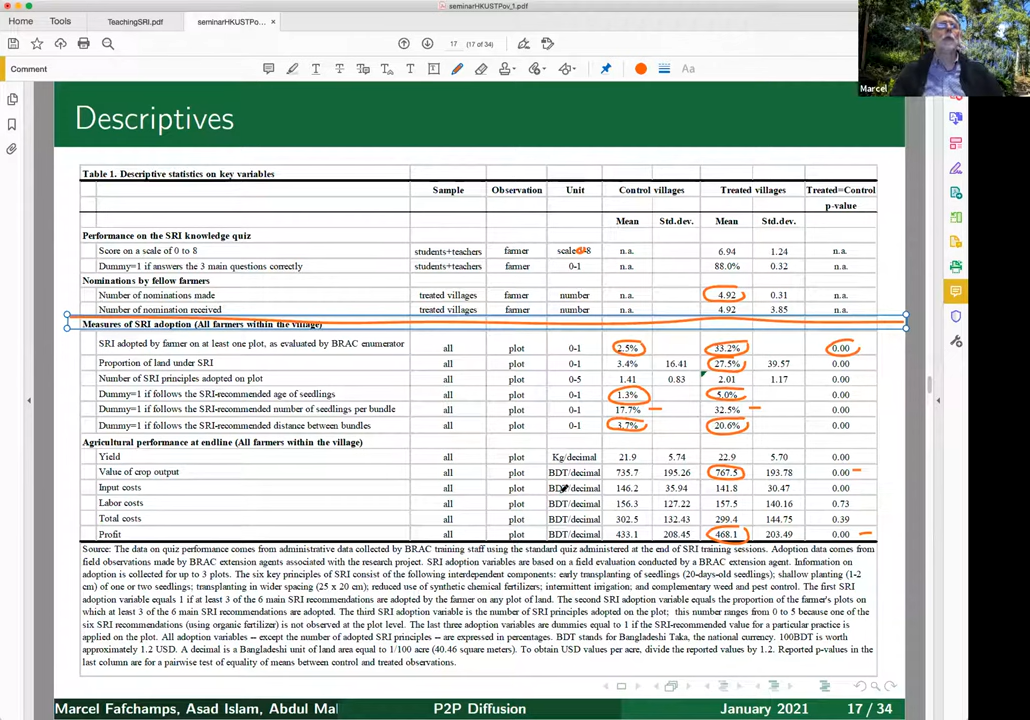 seminarHKUSTPov_1.pdf
Home Tools TeachingSRI.pdf seminarHKUSTPo... ×
17 (17 of 34)
Comment
Aa
Marcel
Descriptives
Table 1. Descriptive statistics on key variables
Sample Observation Unit Control villages Treated villages Treated=Control
p-value
Mean Std.dev. Mean Std.dev.
Performance on the SRI knowledge quiz
Score on a scale of 0 to 8 students+teachers farmer scale 8 n.a. 6.94 1.24 n.a.
Dummy=1 if answers the 3 main questions correctly students+teachers farmer 0-1 n.a. 88.0% 0.32 n.a.
Nominations by fellow farmers
Number of nominations made treated villages farmer number n.a. 4.92 0.31 n.a.
Number of nomination received treated villages farmer number n.a. 4.92 3.85 n.a.
Measures of SRI adoption (All farmers within the village)
SRI adopted by farmer on at least one plot, as evaluated by BRAC enumerator all plot 0-1 2.5% 33.2% 0.00
Proportion of land under SRI all plot 0-1 3.4% 16.41 27.5% 39.57 0.00
Number of SRI principles adopted on plot all plot 0-5 1.41 0.83 2.01 1.17 0.00
Dummy=1 if follows the SRI-recommended age of seedlings all plot 0-1 1.3% 5.0% 0.00
Dummy=1 if follows the SRI-recommended number of seedlings per bundle all plot 0-1 17.7% 32.5% 0.00
Dummy=1 if follows the SRI-recommended distance between bundles all plot 0-1 3.7% 20.6% 0.00
Agricultural performance at endline (All farmers within the village)
Yield all plot Kg/decimal 21.9 5.74 22.9 5.70 0.00
Value of crop output all plot BDT/decimal 735.7 195.26 767.5 193.78 0.00
Input costs all plot BDT/decimal 146.2 35.94 141.8 30.47 0.00
Labor costs all plot BDT/decimal 156.3 127.22 157.5 140.16 0.73
Total costs all plot BDT/decimal 302.5 132.43 299.4 144.75 0.39
Profit all plot BDT/decimal 433.1 208.45 468.1 203.49 0.00
Source: The data on quiz performance comes from administrative data collected by BRAC training staff using the standard quiz administered at the end of SRI training sessions. Adoption data comes from
field observations made by BRAC extension agents associated with the research project. SRI adoption variables are based on a field evaluation conducted by a BRAC extension agent. Information on
adoption is collected for up to 3 plots. The six key principles of SRI consist of the following interdependent components: early transplanting of seedlings (20-days-old seedlings); shallow planting (1-2
cm) of one or two seedlings; transplanting in wider spacing (25 x 20 cm); reduced use of synthetic chemical fertilizers; intermittent irrigation; and complementary weed and pest control. The first SRI
adoption variable equals 1 if at least 3 of the 6 main SRI recommendations are adopted by the farmer on any plot of land. The second SRI adoption variable equals the proportion of the farmer's plots on
which at least 3 of the 6 main SRI recommendations are adopted. The third SRI adoption variable is the number of SRI principles adopted on the plot; this number ranges from 0 to 5 because one of the
six SRI recommendations (using organic fertilizer) is not observed at the plot level. The last three adoption variables are dummies equal to 1 if the SRI-recommended value for a particular practice is
applied on the plot. All adoption variables -- except the number of adopted SRI principles -- are expressed in percentages. BDT stands for Bangladeshi Taka, the national currency. 100BDT is worth
approximately 1.2 USD. A decimal is a Bangladeshi unit of land area equal to 1/100 acre (40.46 square meters). To obtain USD values per acre, divide the reported values by 1.2. Reported p-values in the
last column are for a pairwise test of equality of means between control and treated observations.
Marcel Fafchamps, Asad Islam, Abdul Mal P2P Diffusion January 2021 17 / 34